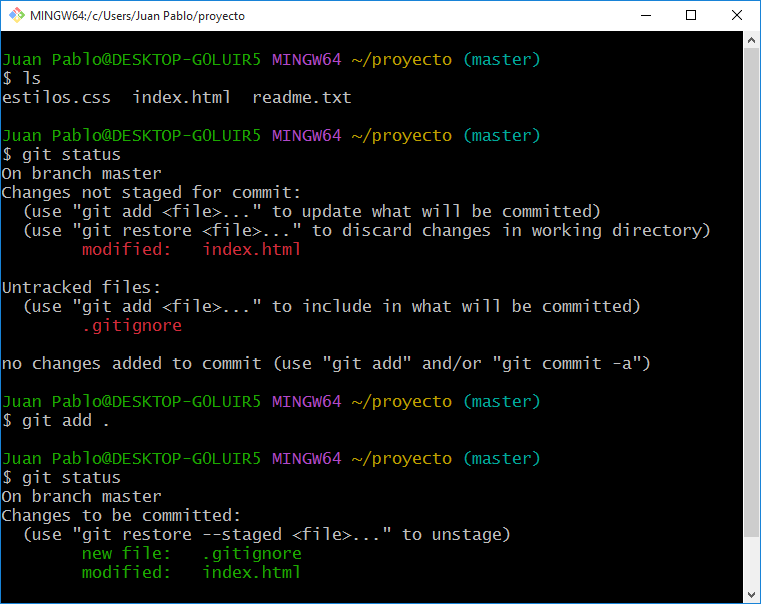 MINGW64:/c/Users/Juan Pablo/proyecto
Juan Pablo@DESKTOP-GOLUIR5 MINGW64 ~/proyecto (master)
$ ls
estilos.css  index.html  readme.txt
Juan Pablo@DESKTOP-GOLUIR5 MINGW64 ~/proyecto (master)
$ git status
On branch master
Changes not staged for commit:
  (use "git add <file>..." to update what will be committed)
  (use "git restore <file>..." to discard changes in working directory)
        modified:   index.html
Untracked files:
  (use "git add <file>..." to include in what will be committed)
        .gitignore
no changes added to commit (use "git add" and/or "git commit -a")
Juan Pablo@DESKTOP-GOLUIR5 MINGW64 ~/proyecto (master)
$ git add .
Juan Pablo@DESKTOP-GOLUIR5 MINGW64 ~/proyecto (master)
$ git status
On branch master
Changes to be committed:
  (use "git restore --staged <file>..." to unstage)
        new file:   .gitignore
        modified:   index.html